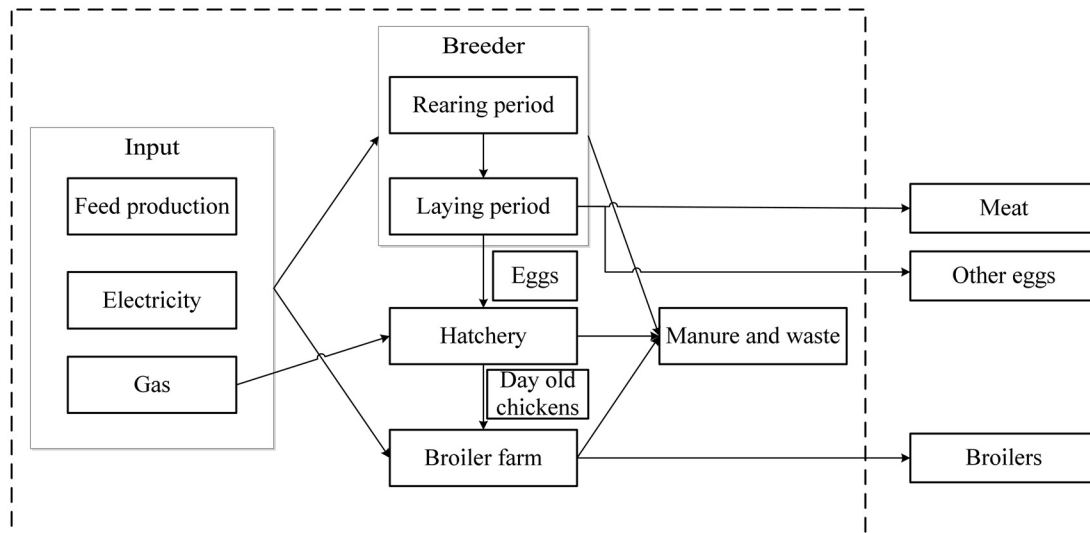 Breeder
Rearing period
Input
Feed production
Laying period
Meat
Eggs
Other eggs
Electricity
Hatchery
Manure and waste
Gas
Day old
chickens
Broiler farm
Broilers